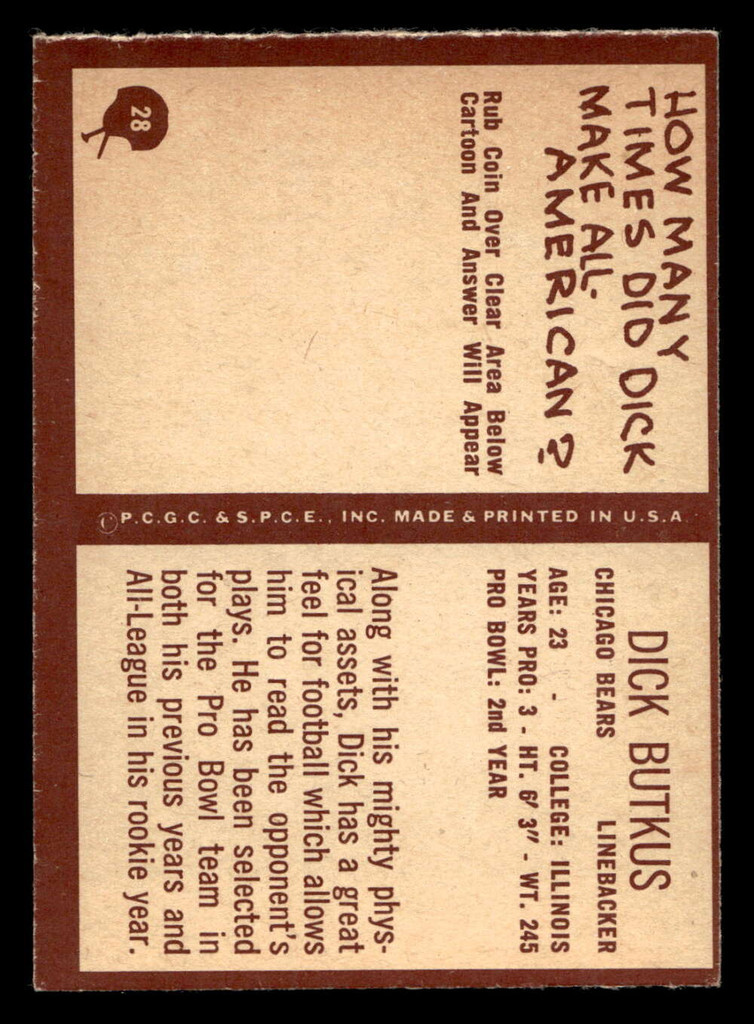 HOW MANY
TIMES DID DICK
MAKE ALL-
AMERICAN?
Rub Coin Over Clear Area Below
Cartoon And Answer Will Appear
28
©P.C.G.C. & S.P.C.E., INC. MADE & PRINTED IN U.S.A
DICK BUTKUS
CHICAGO BEARS LINEBACKER
AGE: 23 - COLLEGE: ILLINOIS
YEARS PRO: 3 - HT. 6' 3" - WT. 245
PRO BOWL: 2nd YEAR
Along with his mighty phys-
ical assets, Dick has a great
feel for football which allows
him to read the opponent's
plays. He has been selected
for the Pro Bowl team in
both his previous years and
All-League in his rookie year.